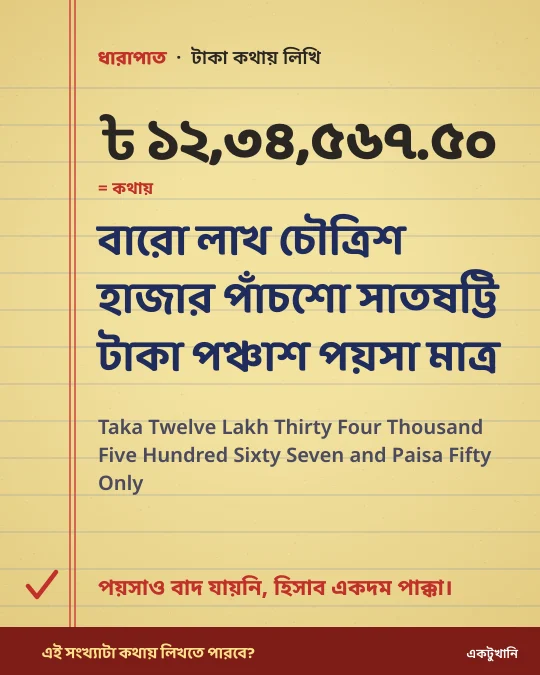 ধারাপাত · টাকা কথায় লিখি
৳ ১২,৩৪,৫৬৭.৫০
= কথায়
বারো লাখ চৌত্রিশ
হাজার পাঁচশো সাতষট্টি
টাকা পঞ্চাশ পয়সা মাত্র
Taka Twelve Lakh Thirty Four Thousand
Five Hundred Sixty Seven and Paisa Fifty
Only
পয়সাও বাদ যায়নি, হিসাব একদম পাক্কা।
এই সংখ্যাটা কথায় লিখতে পারবে?
একটুখানি